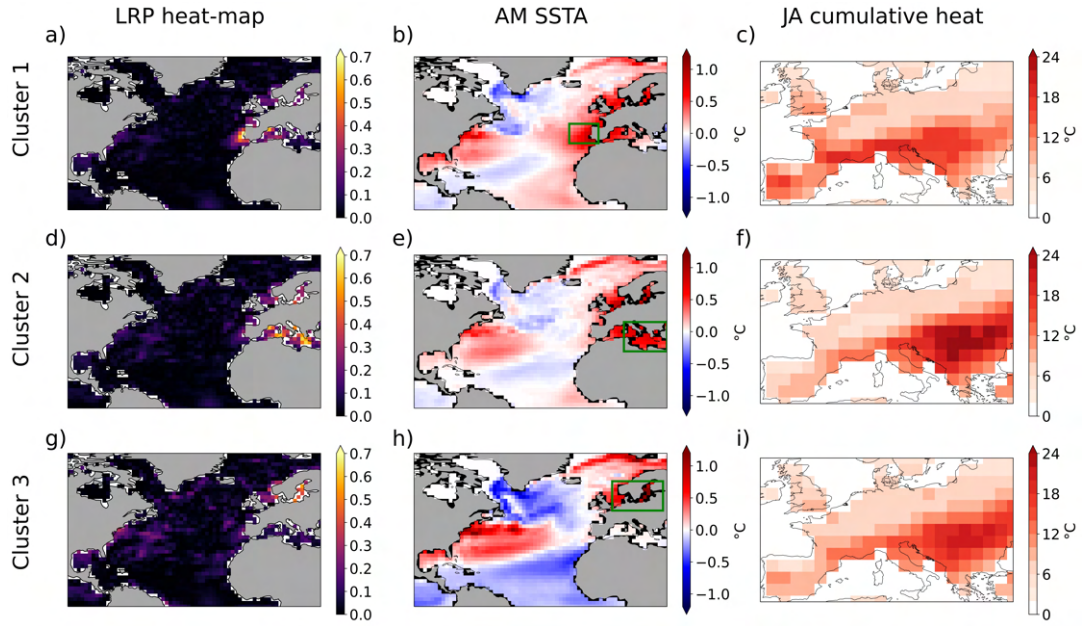 LRP heat-map
AM SSTA
JA cumulative heat
Cluster 1
a)
0.7
0.6
0.5
0.4
0.3
0.2
0.1
0.0
b)
1.0
0.5
0.0
−0.5
−1.0
°C
c)
24
18
12
6
0
°C
Cluster 2
d)
0.7
0.6
0.5
0.4
0.3
0.2
0.1
0.0
e)
1.0
0.5
0.0
−0.5
−1.0
°C
f)
24
18
12
6
0
°C
Cluster 3
g)
0.7
0.6
0.5
0.4
0.3
0.2
0.1
0.0
h)
1.0
0.5
0.0
−0.5
−1.0
°C
i)
24
18
12
6
0
°C